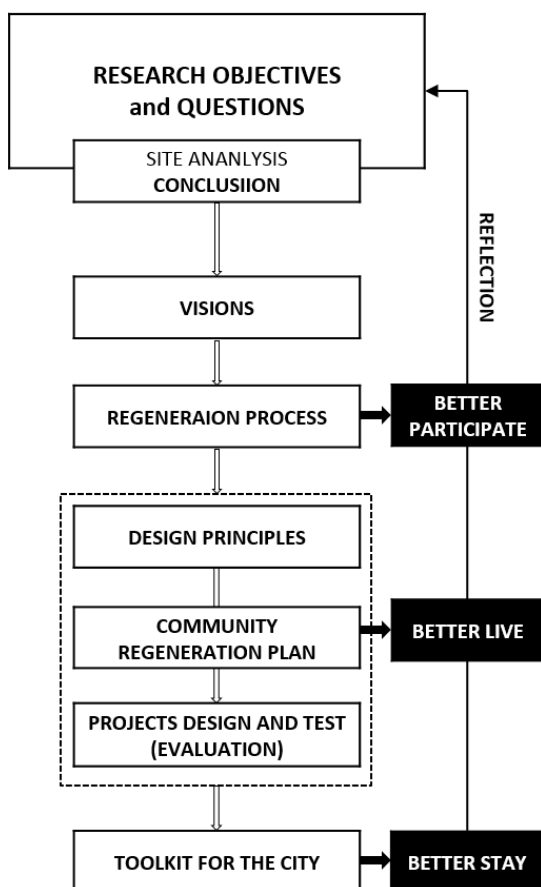 RESEARCH OBJECTIVES
and QUESTIONS
SITE ANANLYSIS
CONCLUSIION
REFLECTION
VISIONS
REGENERAION PROCESS
BETTER
PARTICIPATE
DESIGN PRINCIPLES
COMMUNITY
REGENERATION PLAN
BETTER LIVE
PROJECTS DESIGN AND TEST
(EVALUATION)
TOOLKIT FOR THE CITY
BETTER STAY